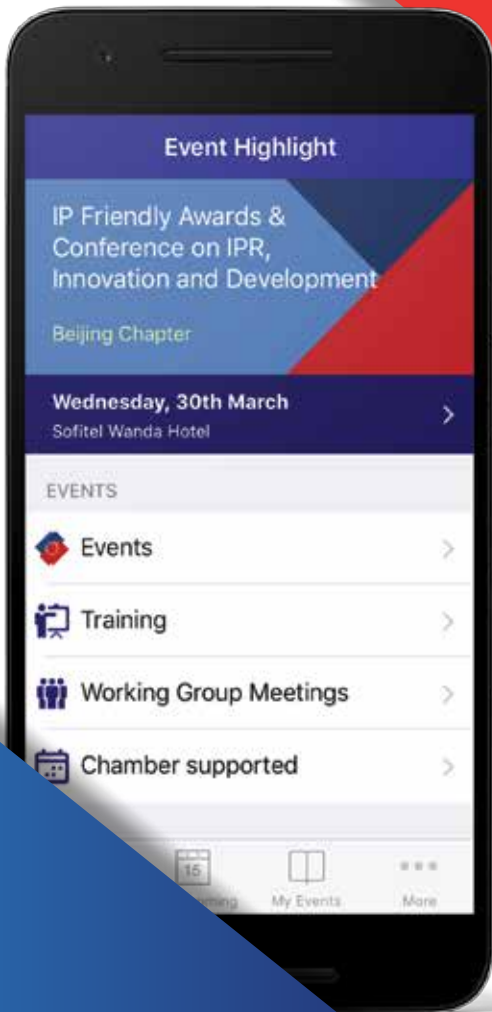 Event Highlight
IP Friendly Awards &
Conference on IPR,
Innovation and Development
Beijing Chapter
Wednesday, 30th March
Sofitel Wanda Hotel
EVENTS
Events
Training
Working Group Meetings
Chamber supported
15
My Events
More